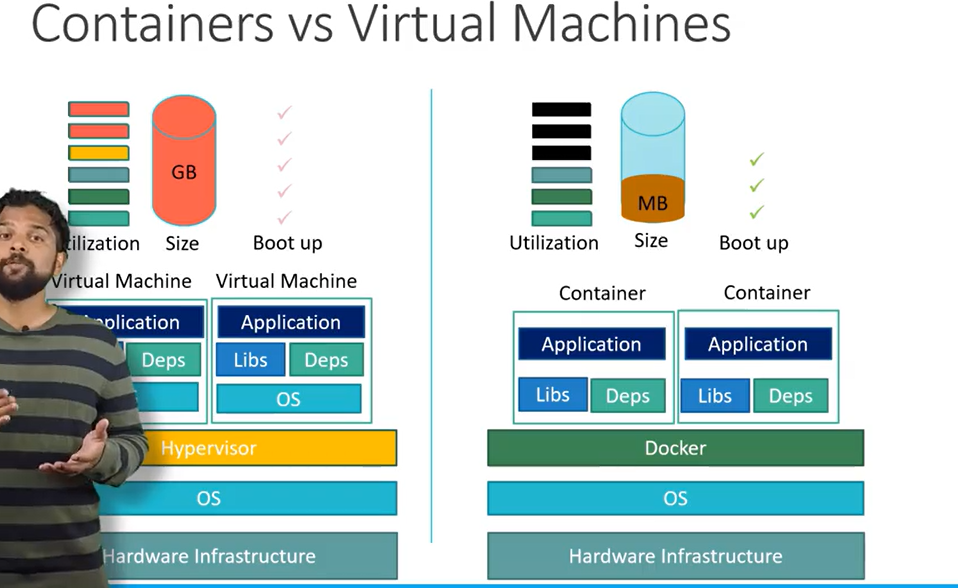 Containers vs Virtual Machines
GB
MB
tilization Size Boot up
Utilization Size Boot up
Virtual Machine Virtual Machine
Application Application
Deps Libs Deps
OS
Hypervisor
OS
Hardware Infrastructure
Container Container
Application Application
Libs Deps Libs Deps
Docker
OS
Hardware Infrastructure